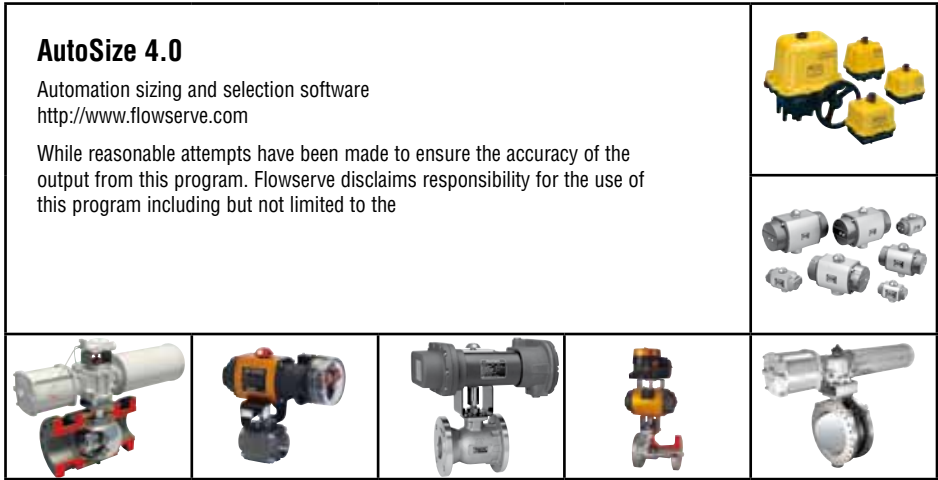 AutoSize 4.0
Automation sizing and selection software
http://www.flowserve.com
While reasonable attempts have been made to ensure the accuracy of the
output from this program. Flowserve disclaims responsibility for the use of
this program including but not limited to the